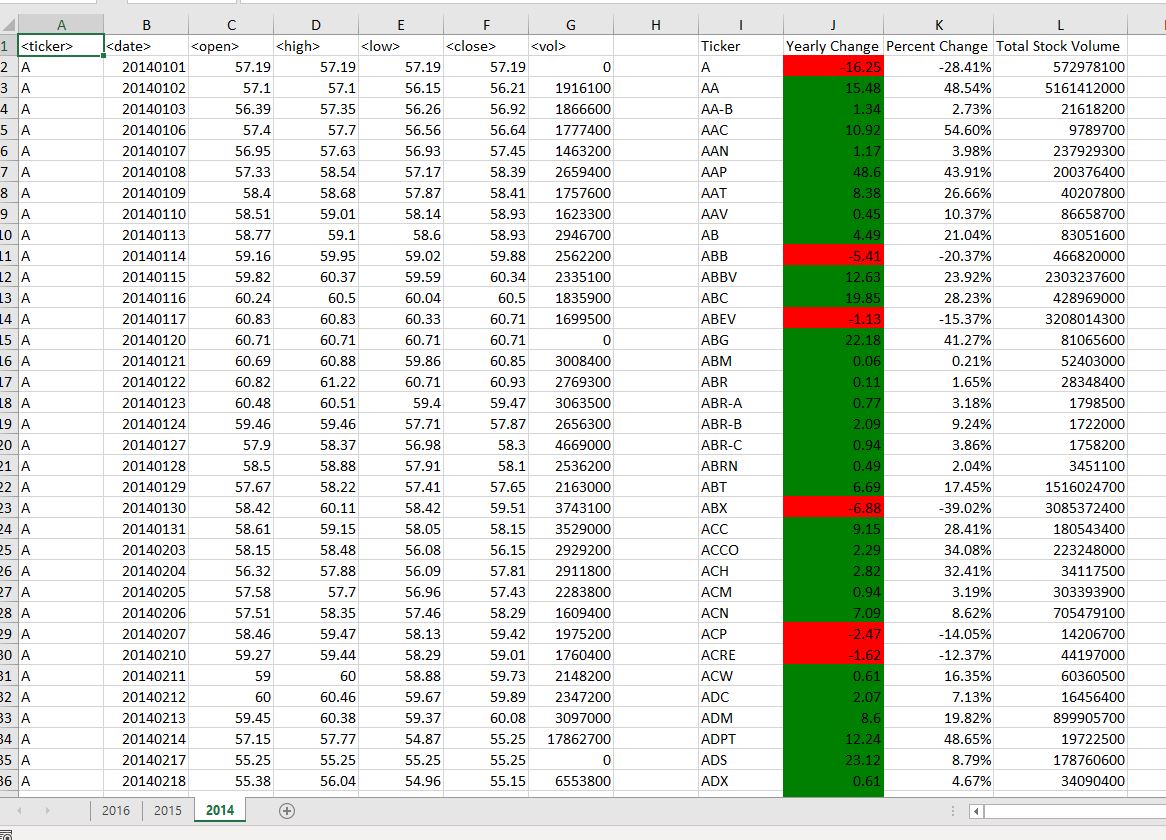 A B C D E F G H I J K L
1 <ticker> <date> <open> <high> <low> <close> <vol> Ticker Yearly Change Percent Change Total Stock Volume
2 A 20140101 57.19 57.19 57.19 57.19 0 A -16.25 -28.41% 572978100
3 A 20140102 57.1 57.1 56.15 56.21 1916100 AA 15.48 48.54% 5161412000
4 A 20140103 56.39 57.35 56.26 56.92 1866600 AA-B 1.34 2.73% 21618200
5 A 20140106 57.4 57.7 56.56 56.64 1777400 AAC 10.92 54.60% 9789700
6 A 20140107 56.95 57.63 56.93 57.45 1463200 AAN 1.17 3.98% 237929300
7 A 20140108 57.33 58.54 57.17 58.39 2659400 AAP 48.6 43.91% 200376400
8 A 20140109 58.4 58.68 57.87 58.41 1757600 AAT 8.38 26.66% 40207800
9 A 20140110 58.51 59.01 58.14 58.93 1623300 AAV 0.45 10.37% 86658700
10 A 20140113 58.77 59.1 58.6 58.93 2946700 AB 4.49 21.04% 83051600
11 A 20140114 59.16 59.95 59.02 59.88 2562200 ABB -5.41 -20.37% 466820000
12 A 20140115 59.82 60.37 59.59 60.34 2335100 ABBV 12.63 23.92% 2303237600
13 A 20140116 60.24 60.5 60.04 60.5 1835900 ABC 19.85 28.23% 428969000
14 A 20140117 60.83 60.83 60.33 60.71 1699500 ABEV -1.13 -15.37% 3208014300
15 A 20140120 60.71 60.71 60.71 60.71 0 ABG 22.18 41.27% 81065600
16 A 20140121 60.69 60.88 59.86 60.85 3008400 ABM 0.06 0.21% 52403000
17 A 20140122 60.82 61.22 60.71 60.93 2769300 ABR 0.11 1.65% 28348400
18 A 20140123 60.48 60.51 59.4 59.47 3063500 ABR-A 0.77 3.18% 1798500
19 A 20140124 59.46 59.46 57.71 57.87 2656300 ABR-B 2.09 9.24% 1722000
20 A 20140127 57.9 58.37 56.98 58.3 4669000 ABR-C 0.94 3.86% 1758200
21 A 20140128 58.5 58.88 57.91 58.1 2536200 ABRN 0.49 2.04% 3451100
22 A 20140129 57.67 58.22 57.41 57.65 2163000 ABT 6.69 17.45% 1516024700
23 A 20140130 58.42 60.11 58.42 59.51 3743100 ABX -6.88 -39.02% 3085372400
24 A 20140131 58.61 59.15 58.05 58.15 3529000 ACC 9.15 28.41% 180543400
25 A 20140203 58.15 58.48 56.08 56.15 2929200 ACCO 2.29 34.08% 223248000
26 A 20140204 56.32 57.88 56.09 57.81 2911800 ACH 2.82 32.41% 34117500
27 A 20140205 57.58 57.7 56.96 57.43 2283800 ACM 0.94 3.19% 303393900
28 A 20140206 57.51 58.35 57.46 58.29 1609400 ACN 7.09 8.62% 705479100
29 A 20140207 58.46 59.47 58.13 59.42 1975200 ACP -2.47 -14.05% 14206700
30 A 20140210 59.27 59.44 58.29 59.01 1760400 ACRE -1.62 -12.37% 44197000
31 A 20140211 59 60 58.88 59.73 2148200 ACW 0.61 16.35% 60360500
32 A 20140212 60 60.46 59.67 59.89 2347200 ADC 2.07 7.13% 16456400
33 A 20140213 59.45 60.38 59.37 60.08 3097000 ADM 8.6 19.82% 899905700
34 A 20140214 57.15 57.77 54.87 55.25 17862700 ADPT 12.24 48.65% 19722500
35 A 20140217 55.25 55.25 55.25 55.25 0 ADS 23.12 8.79% 178760600
36 A 20140218 55.38 56.04 54.96 55.15 6553800 ADX 0.61 4.67% 34090400
2016 2015 2014